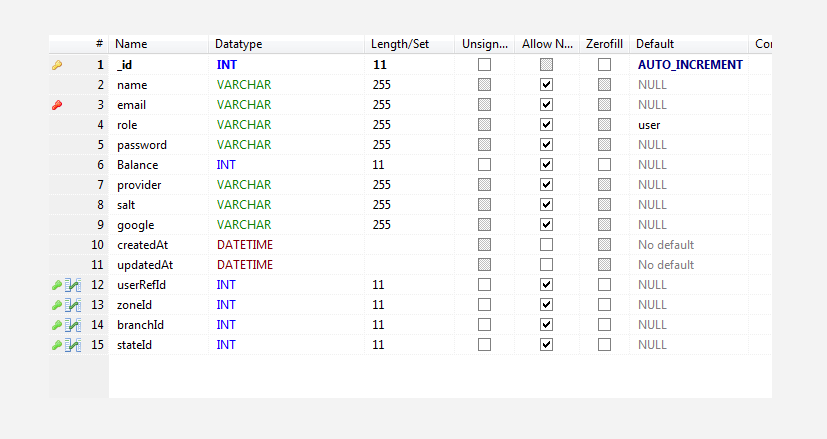 # Name Datatype Length/Set Unsign... Allow N... Zerofill Default Con
1 _id INT 11 AUTO_INCREMENT
2 name VARCHAR 255 NULL
3 email VARCHAR 255 NULL
4 role VARCHAR 255 user
5 password VARCHAR 255 NULL
6 Balance INT 11 NULL
7 provider VARCHAR 255 NULL
8 salt VARCHAR 255 NULL
9 google VARCHAR 255 NULL
10 createdAt DATETIME No default
11 updatedAt DATETIME No default
12 userRefId INT 11 NULL
13 zoneId INT 11 NULL
14 branchId INT 11 NULL
15 stateId INT 11 NULL